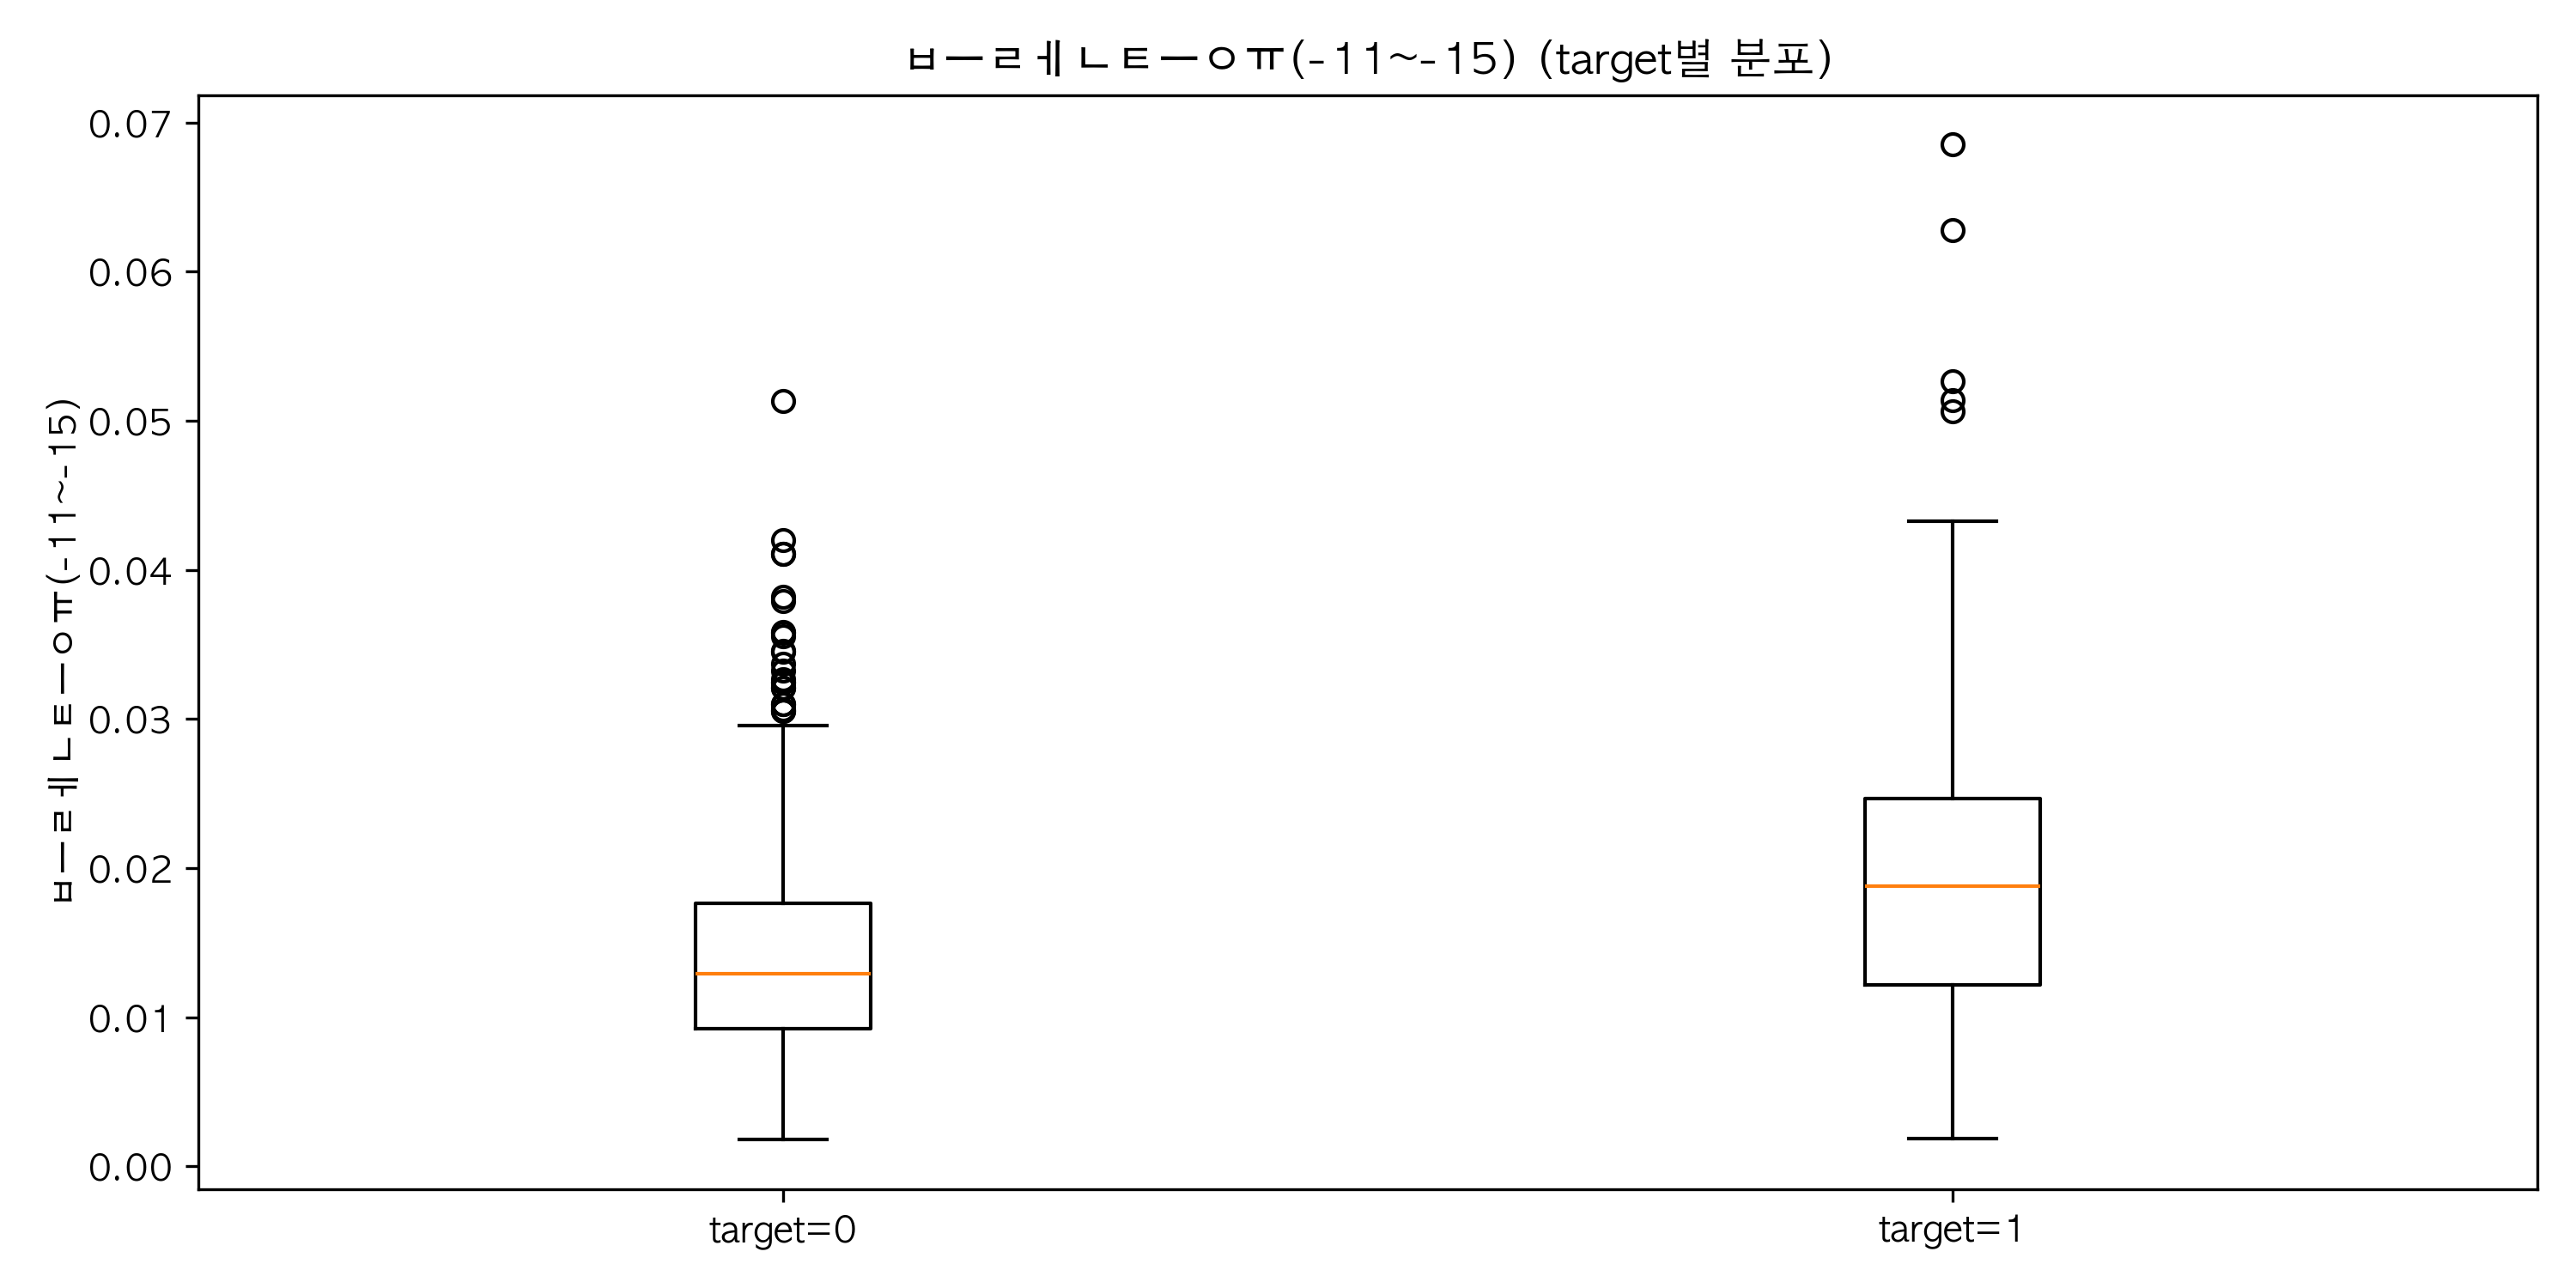 ㅂㅡㄹㅔㄴㅌㅡㅇㅠ(-11~-15) (target별 분포)
ㅂㅡㄹㅔㄴㅌㅡㅇㅠ(-11~-15)
0.07
0.06
0.05
0.04
0.03
0.02
0.01
0.00
target=0
target=1